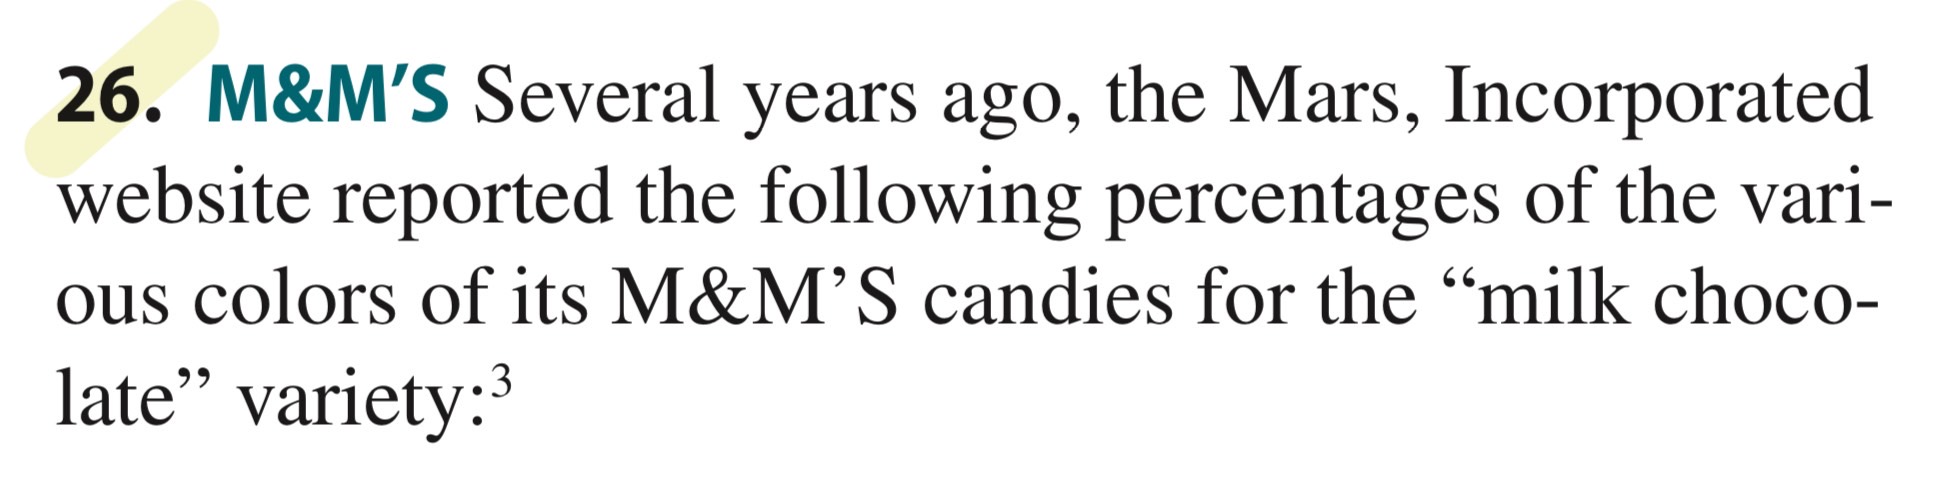 26. M&M’S Several years ago, the Mars, Incorporated
website reported the following percentages of the vari-
ous colors of its M&M’S candies for the “milk choco-
late” variety:³